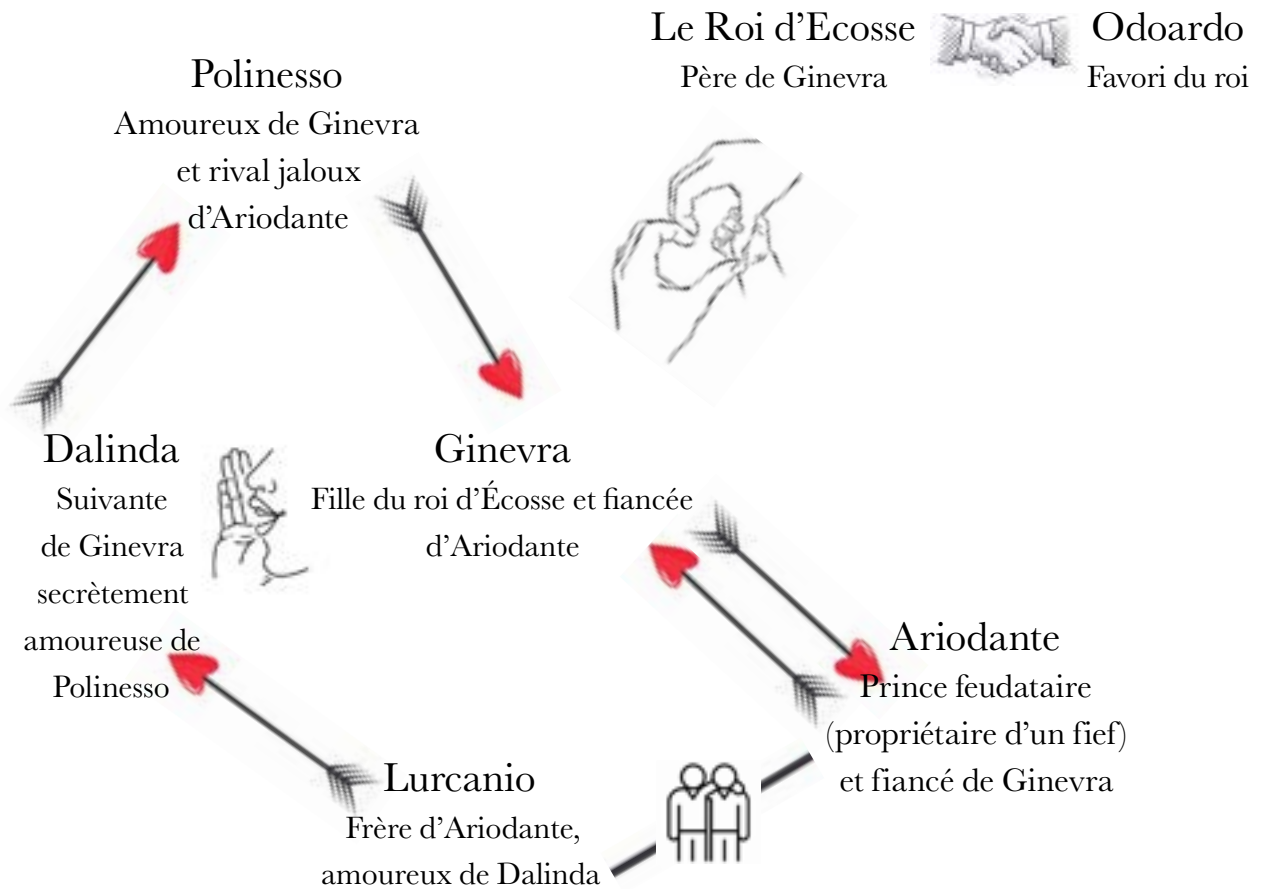 Le Roi d’Ecosse
Père de Ginevra
Odoardo
Favori du roi
Polinesso
Amoureux de Ginevra
et rival jaloux
d’Ariodante
Dalinda
Suivante
de Ginevra
secrètement
amoureuse de
Polinesso
Ginevra
Fille du roi d’Écosse et fiancée
d’Ariodante
Ariodante
Prince feudataire
(propriétaire d’un fief)
et fiancé de Ginevra
Lurcanio
Frère d’Ariodante,
amoureux de Dalinda